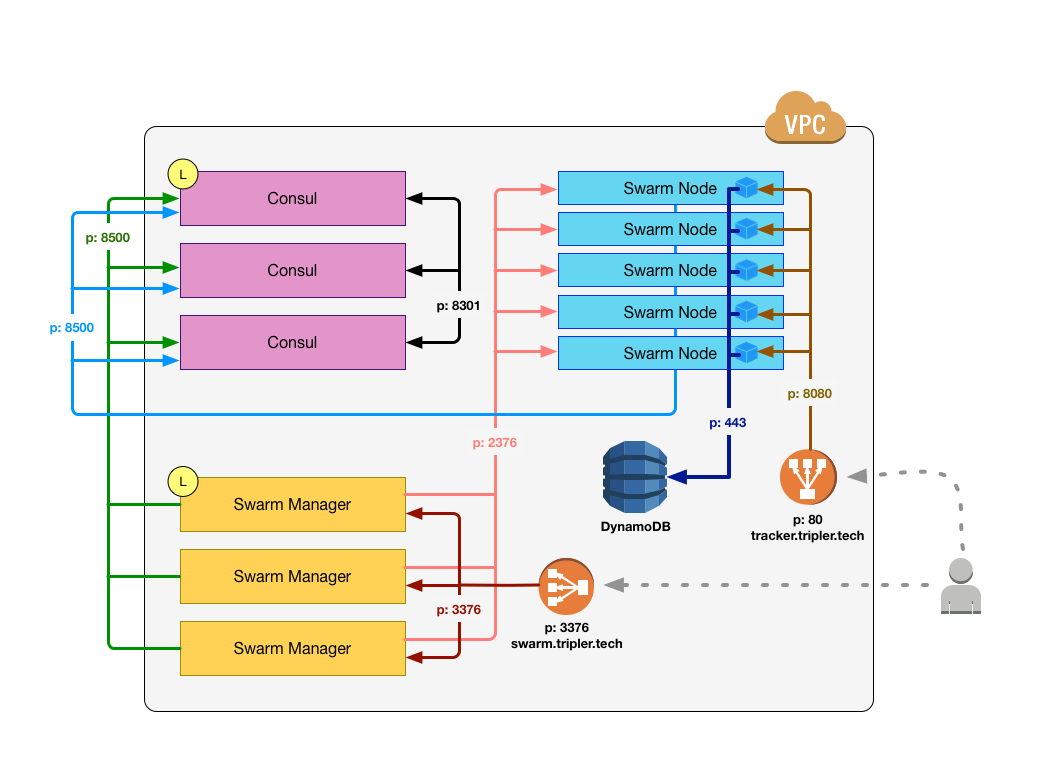 VPC
L
Consul
Consul
Consul
p: 8500
p: 8500
p: 8301
Swarm Node
Swarm Node
Swarm Node
Swarm Node
Swarm Node
p: 8080
p: 443
p: 2376
L
Swarm Manager
Swarm Manager
Swarm Manager
p: 3376
DynamoDB
p: 80
tracker.tripler.tech
p: 3376
swarm.tripler.tech